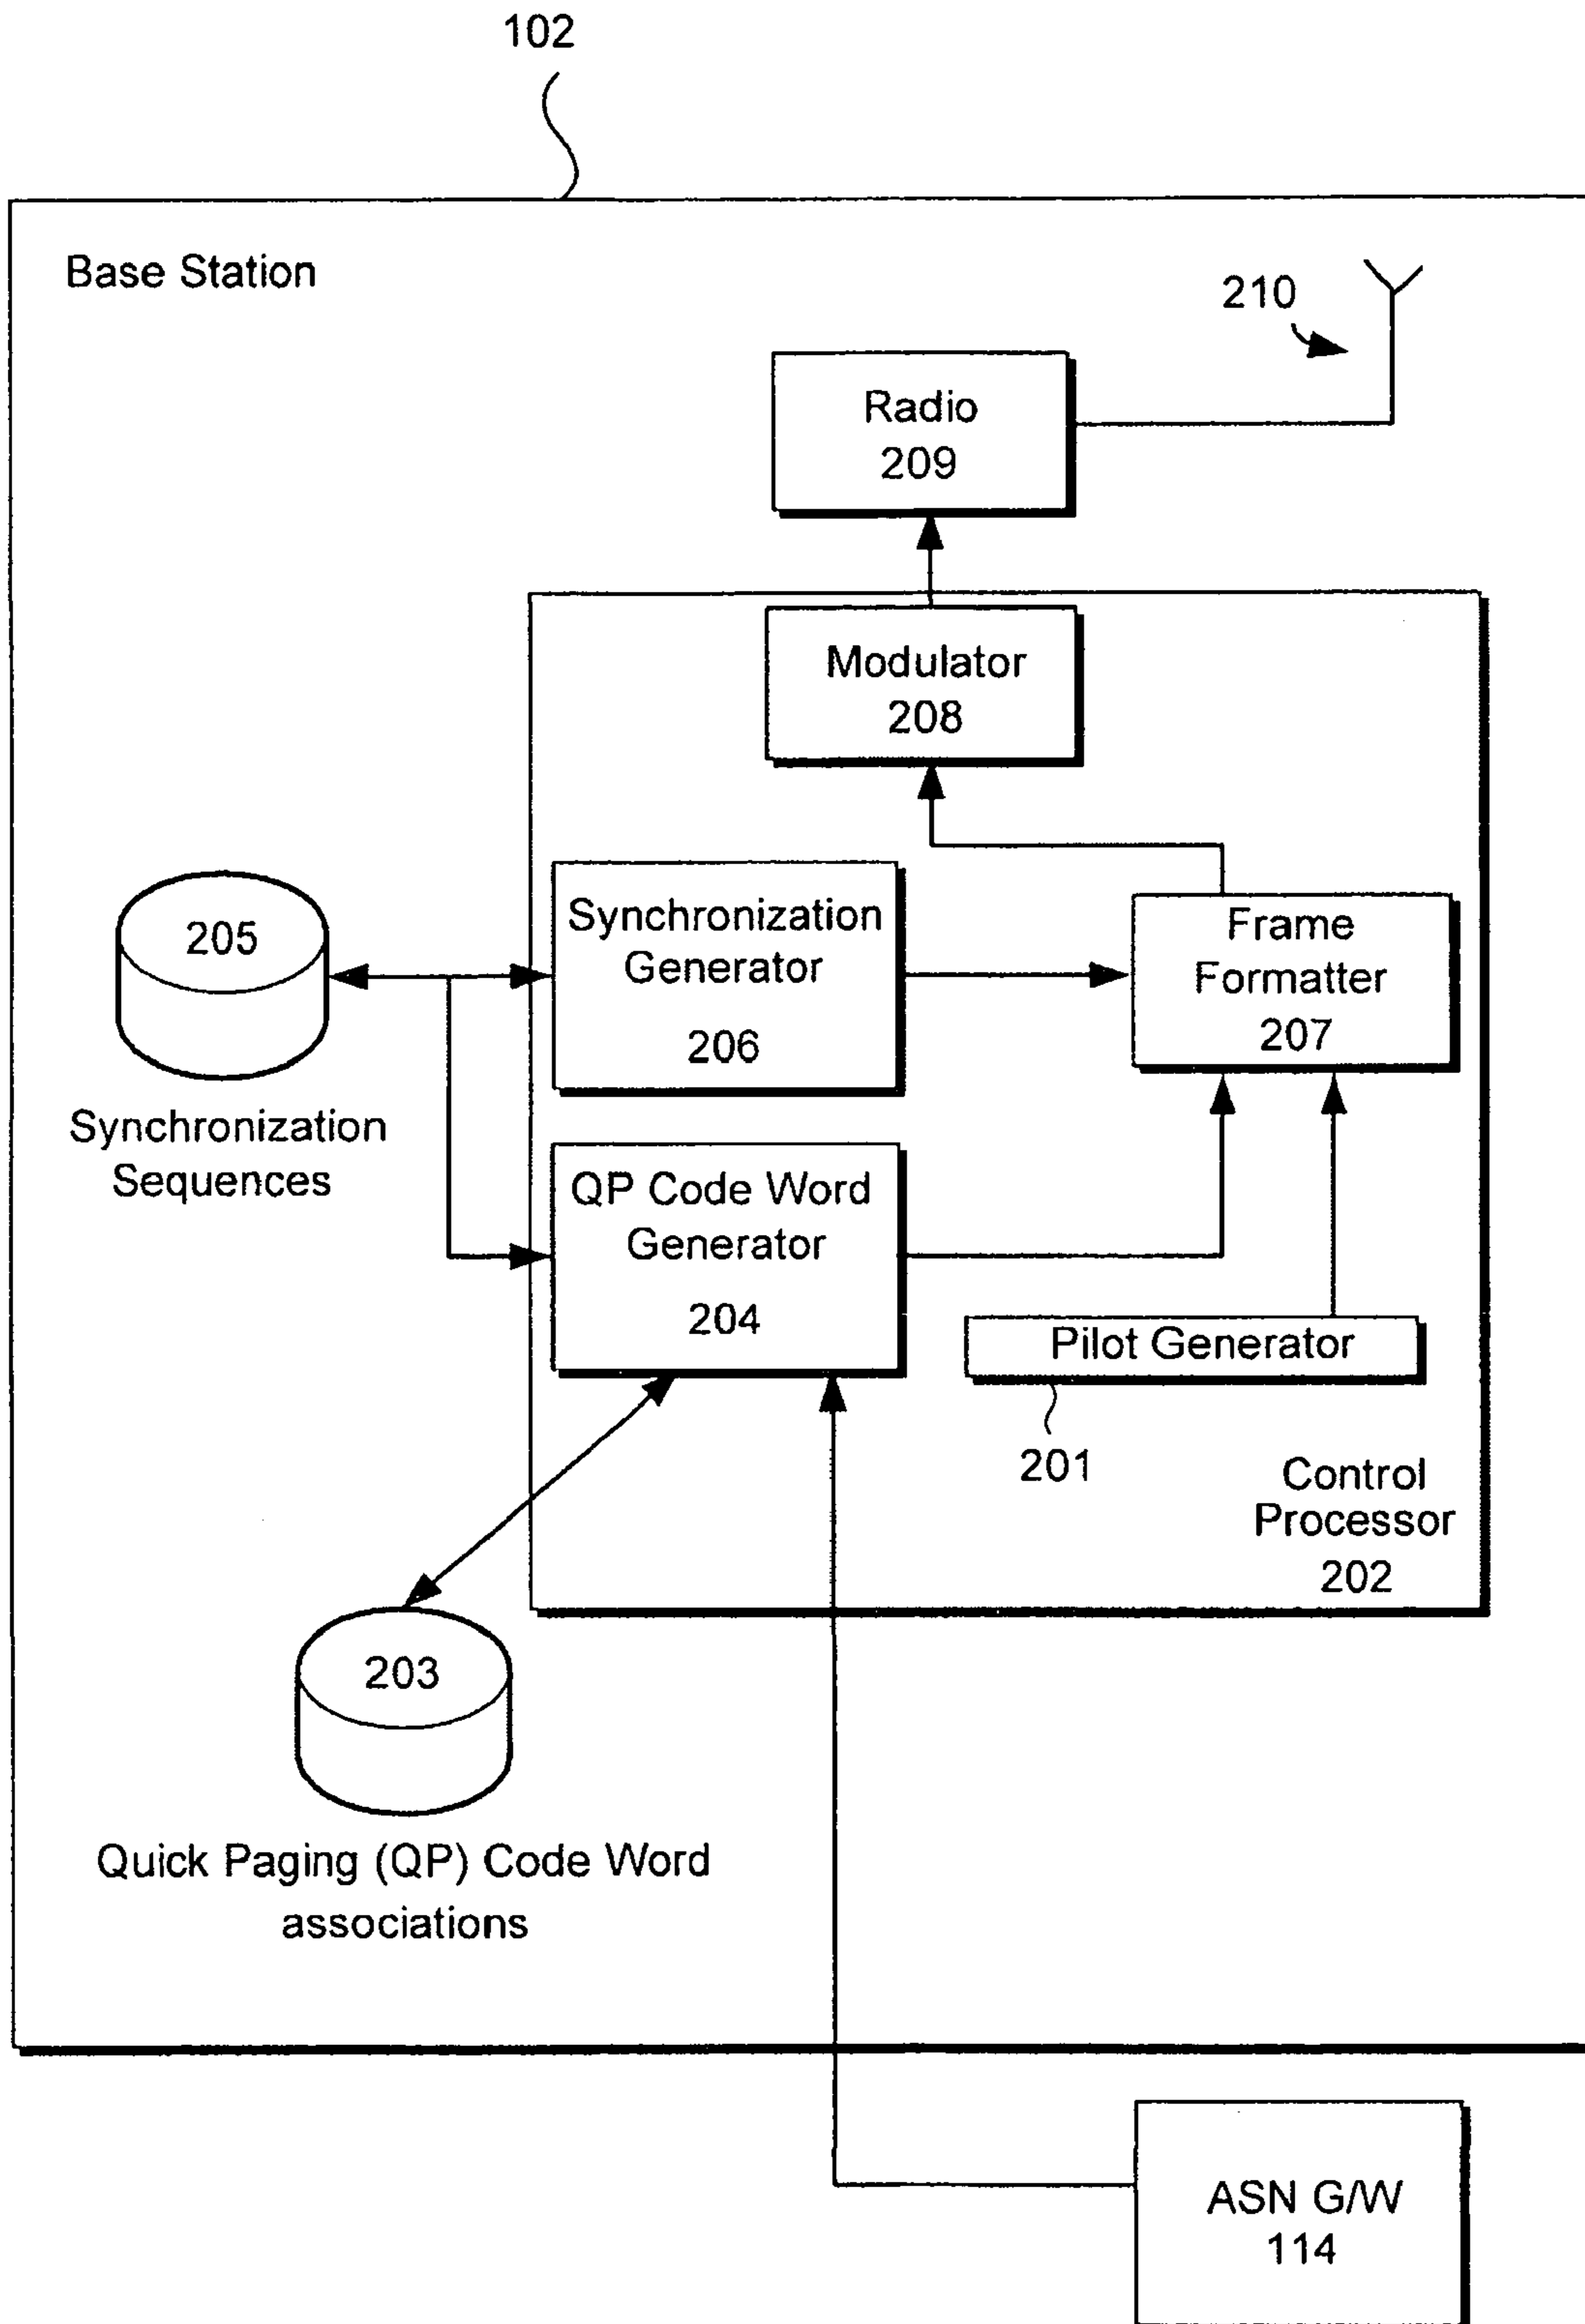 102
Base Station
210
Radio
209
Modulator
208
205
Synchronization
Sequences
Synchronization
Generator
206
Frame
Formatter
207
QP Code Word
Generator
204
Pilot Generator
201
Control
Processor
202
203
Quick Paging (QP) Code Word
associations
ASN G/W
114